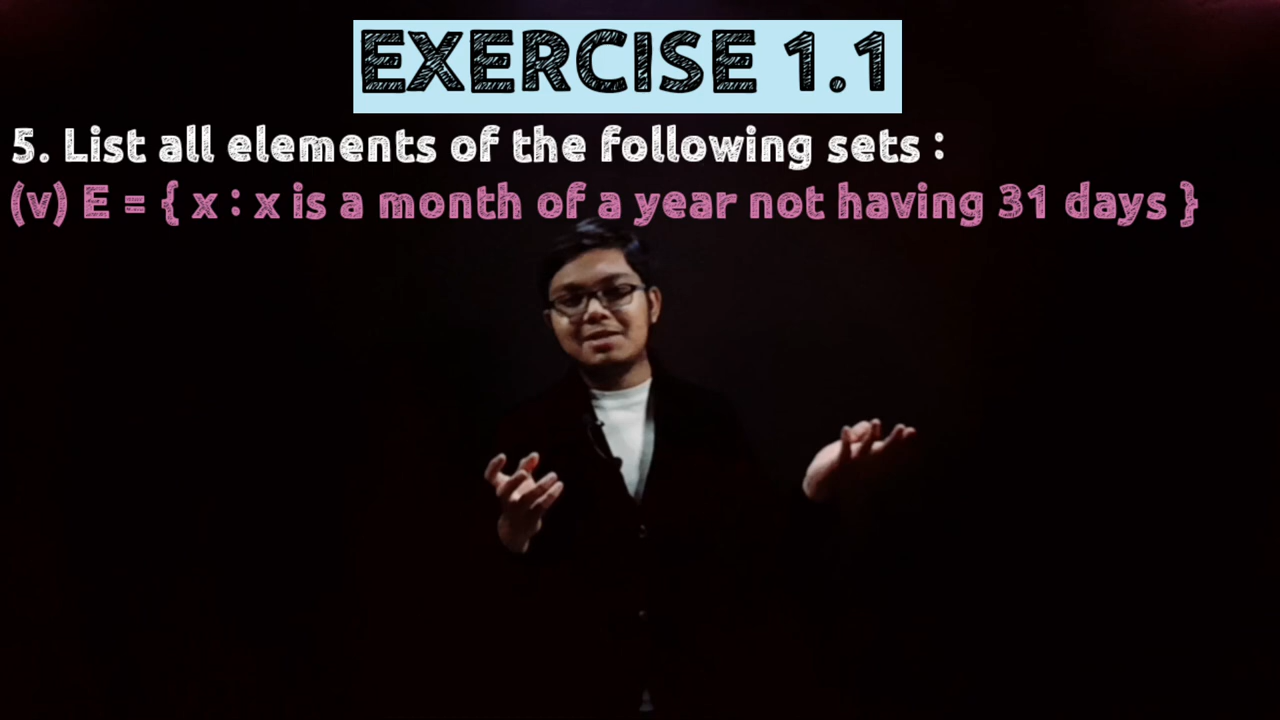 EXERCISE 1.1
5. List all elements of the following sets :
(v) E = { x : x is a month of a year not having 31 days }